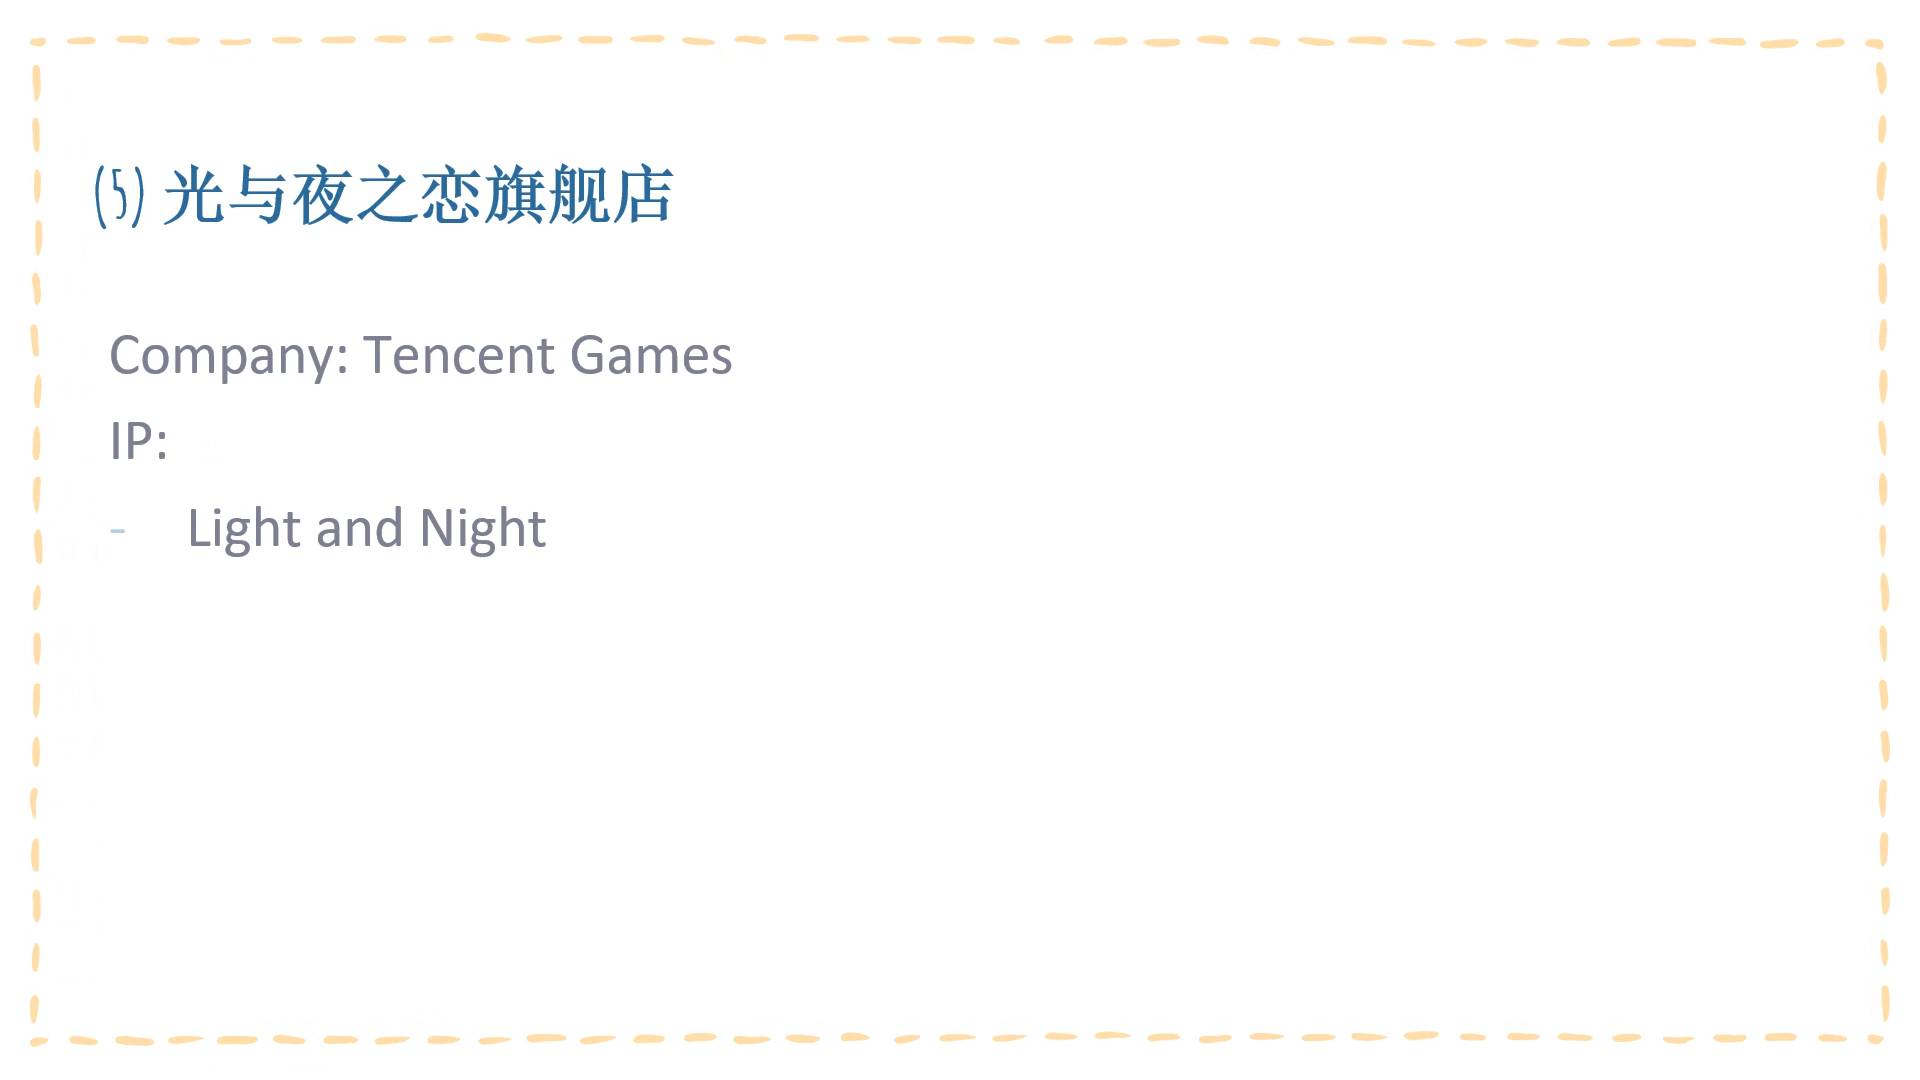 (5) 光与夜之恋旗舰店
Company: Tencent Games
IP:
- Light and Night